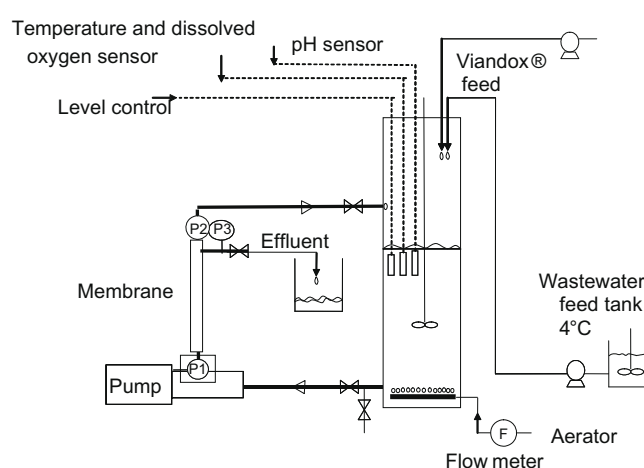 Temperature and dissolved
oxygen sensor
pH sensor
Viandox®
feed
Level control
P2
P3
Effluent
Membrane
Wastewater
feed tank
4°C
P1
Pump
F
Aerator
Flow meter